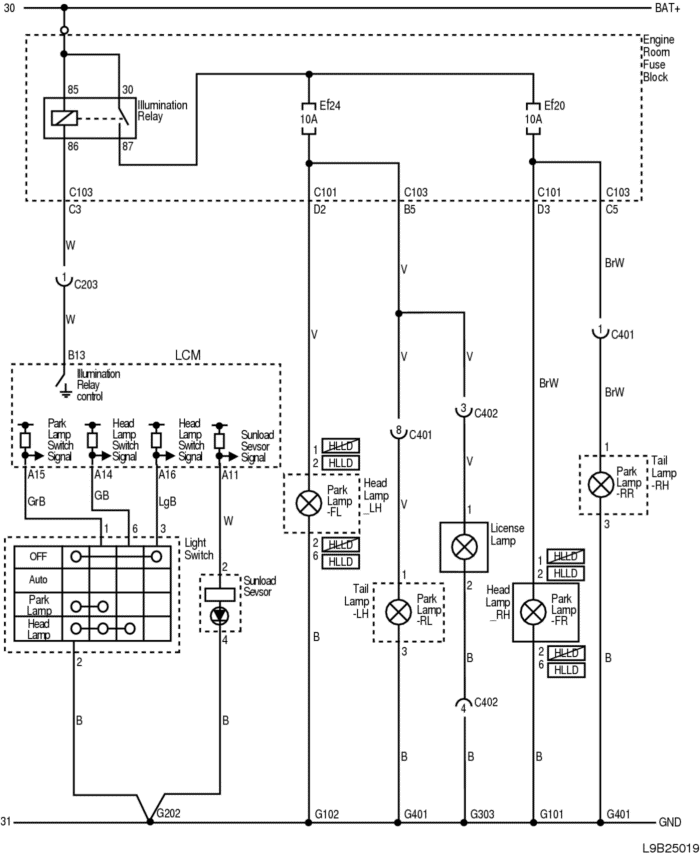 30
BAT+
Engine
Room
Fuse
Block
85
30
Illumination
Relay
86
87
Ef24
10A
Ef20
10A
C103
C3
C101
D2
C103
B5
C101
D3
C103
C5
W
1
C203
W
V
V
BrW
1
C401
B13
LCM
Illumination
Relay
control
V
V
3
C402
BrW
BrW
Park
Lamp
Switch
Signal
Head
Lamp
Switch
Signal
Head
Lamp
Switch
Signal
Sunload
Sevsor
Signal
8
C401
1
HLLD
2
HLLD
V
1
Tail
Lamp
-RH
A15
A14
A16
A11
GrB
GB
LgB
W
Park
Lamp
-FL
Head
Lamp
_LH
V
Park
Lamp
-RR
3
1
6
3
Light
Switch
1
License
Lamp
2
HLLD
6
HLLD
OFF
Auto
Park
Lamp
Head
Lamp
2
Sunload
Sevsor
4
1
HLLD
2
HLLD
1
2
Tail
Lamp
-LH
Park
Lamp
-RL
3
Head
Lamp
_RH
Park
Lamp
-FR
2
HLLD
6
HLLD
B
B
B
2
4
C402
B
B
B
B
B
G202
31
G102
G401
G303
G101
G401
GND
L9B25019